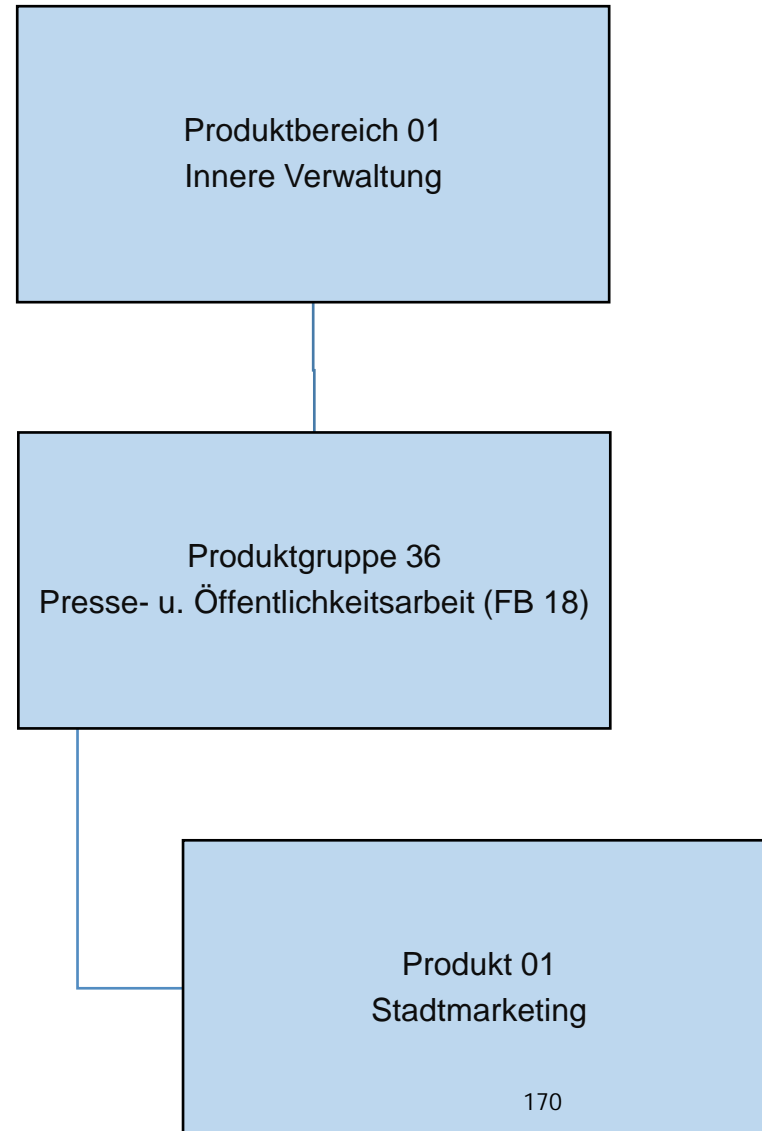 Produktbereich 01
Innere Verwaltung
Produktgruppe 36
Presse- u. Öffentlichkeitsarbeit (FB 18)
Produkt 01
Stadtmarketing
170